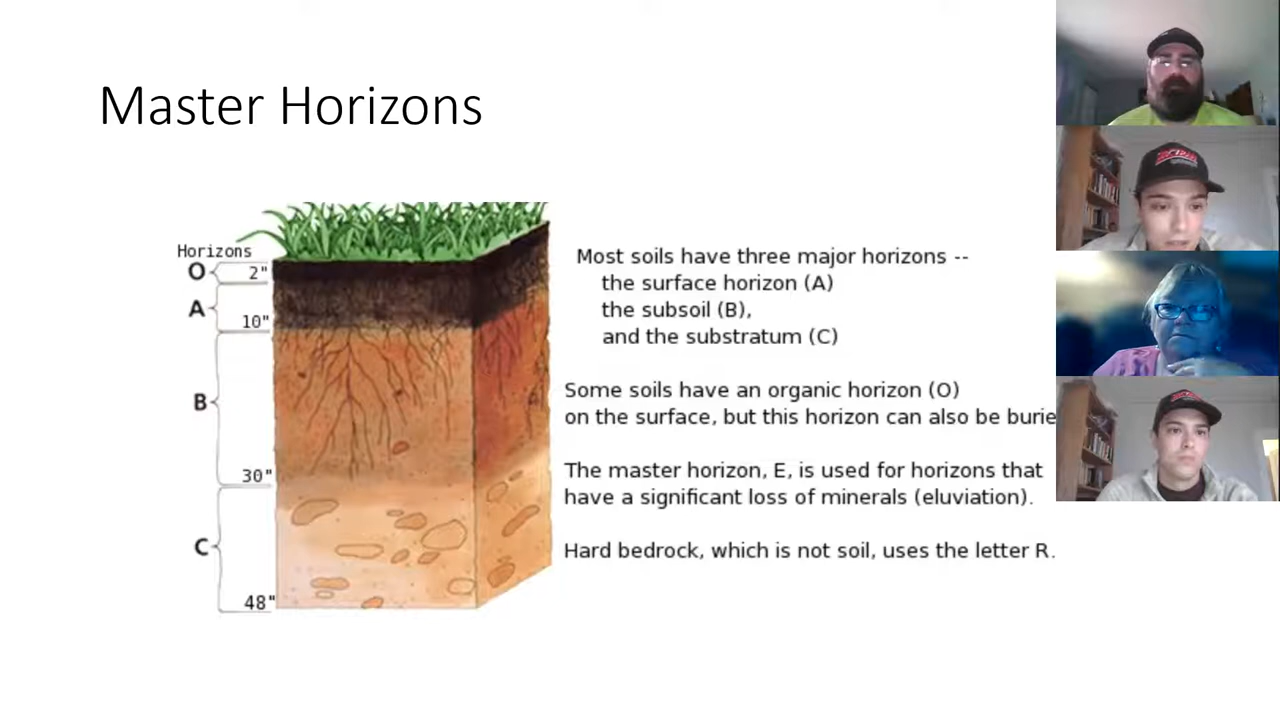 Master Horizons
Horizons
O
2"
A
10"
B
30"
C
48"
Most soils have three major horizons --
the surface horizon (A)
the subsoil (B),
and the substratum (C)
Some soils have an organic horizon (O)
on the surface, but this horizon can also be burie
The master horizon, E, is used for horizons that
have a significant loss of minerals (eluviation).
Hard bedrock, which is not soil, uses the letter R.